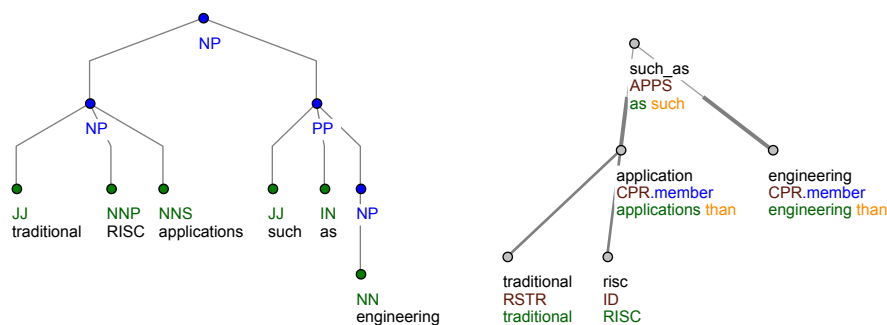 NP
NP
PP
JJ
traditional
NNP
RISC
NNS
applications
JJ
such
IN
as
NP
NN
engineering
such_as
APPS
as such
application
CPR.member
applications than
engineering
CPR.member
engineering than
traditional
RSTR
traditional
risc
ID
RISC